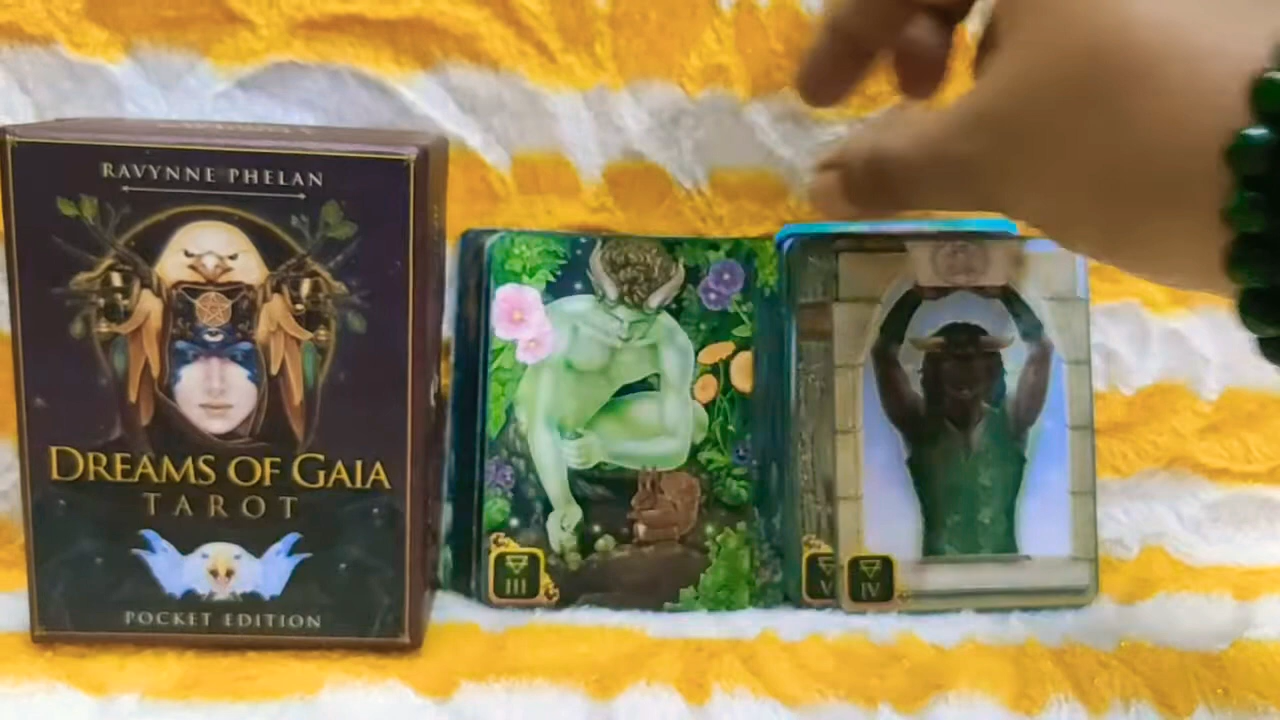 RAVYNNE PHELAN
DREAMS OF GAIA
TAROT
POCKET EDITION
III
V
IV